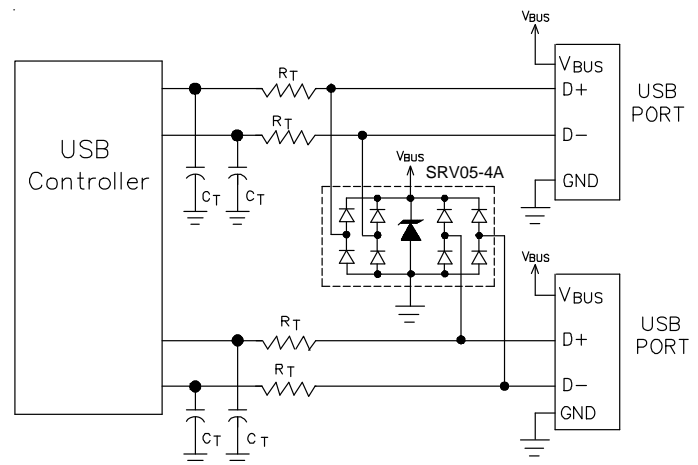 VBUS
RT
VBUS
D+
USB
PORT
RT
D−
USB
Controller
VBUS
SRV05-4A
CT
CT
GND
VBUS
VBUS
RT
D+
USB
PORT
RT
D−
GND
CT
CT